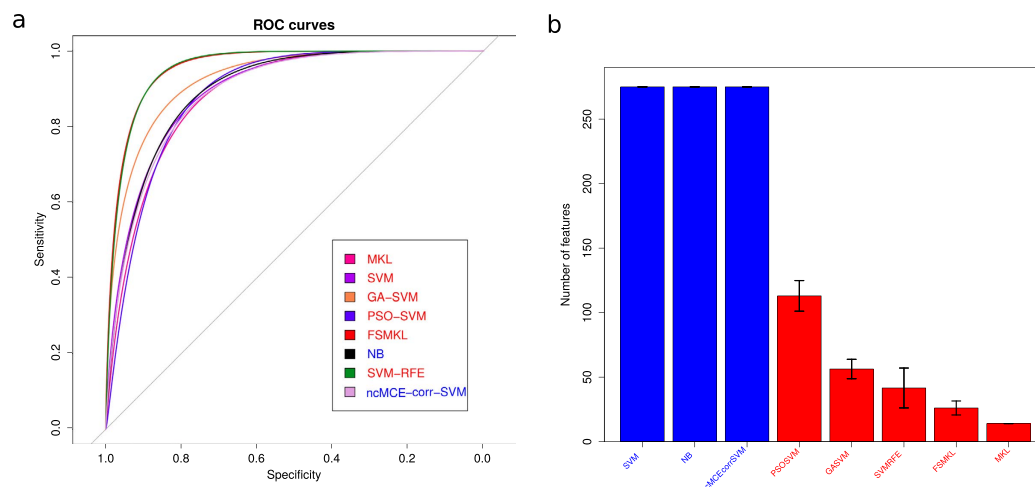 a
ROC curves
Sensitivity
1.0
0.8
0.6
0.4
0.2
0.0
MKL
SVM
GA-SVM
PSO-SVM
FSMKL
NB
SVM-RFE
ncMCE-corr-SVM
1.0 0.8 0.6 0.4 0.2 0.0
Specificity
b
Number of features
250
200
150
100
50
0
SVM
NB
cMCEcorrSVM
PSOSVM
GASVM
SVMRFE
FSMKL
MKL